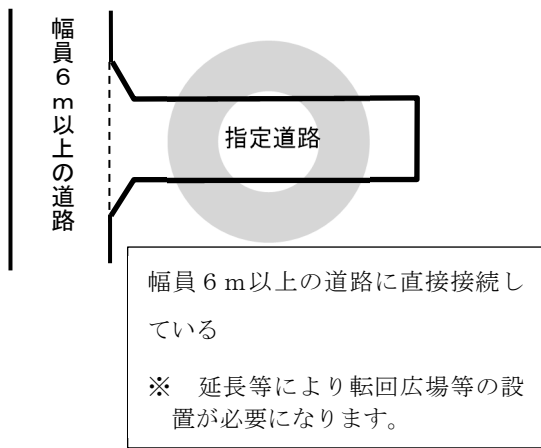 幅員６ｍ以上の道路
指定道路
幅員６ｍ以上の道路に直接接続し
ている
※　延長等により転回広場等の設
置が必要になります。